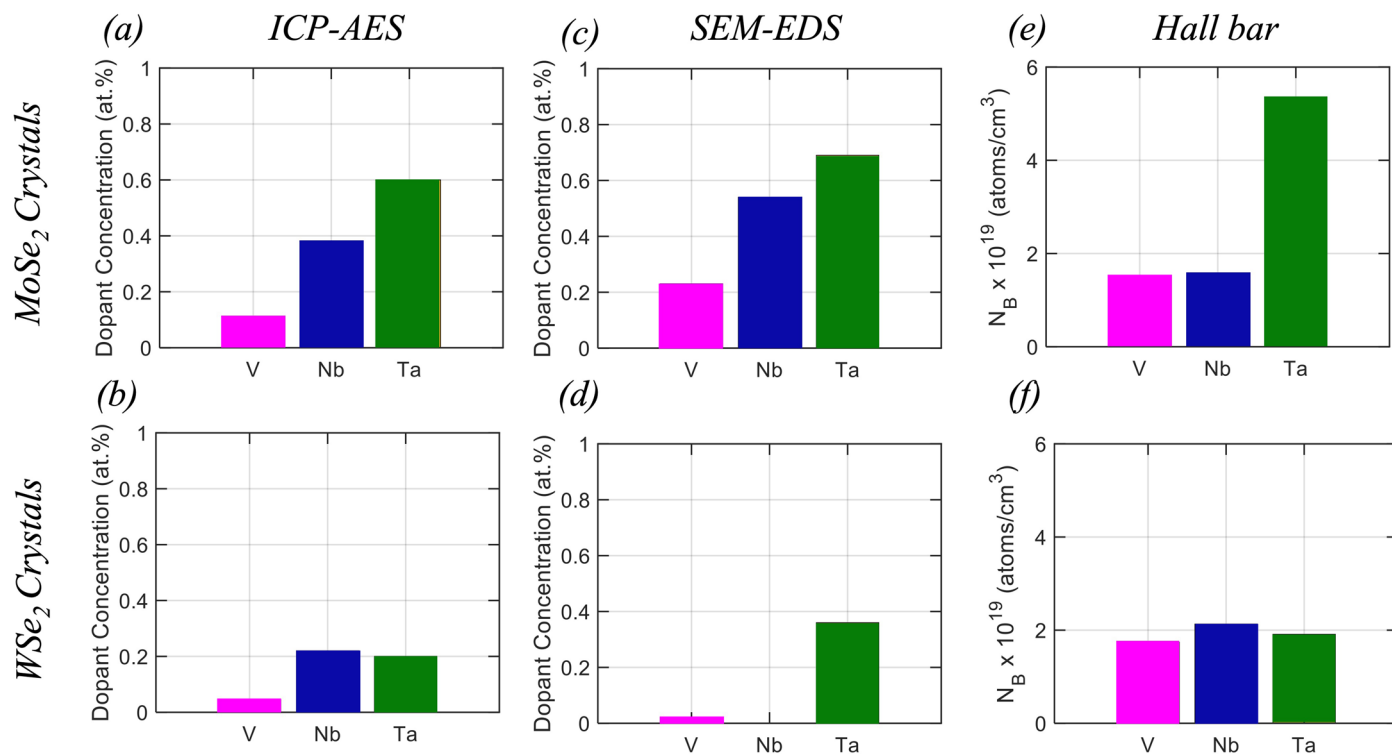 (a) ICP-AES
(c) SEM-EDS
(e) Hall bar
MoSe2 Crystals
Dopant Concentration (at.%)
1
0.8
0.6
0.4
0.2
0
V Nb Ta
Dopant Concentration (at.%)
1
0.8
0.6
0.4
0.2
0
V Nb Ta
N_B x 10^19 (atoms/cm^3)
6
4
2
0
V Nb Ta
(b)
(d)
(f)
WSe2 Crystals
Dopant Concentration (at.%)
1
0.8
0.6
0.4
0.2
0
V Nb Ta
Dopant Concentration (at.%)
1
0.8
0.6
0.4
0.2
0
V Nb Ta
N_B x 10^19 (atoms/cm^3)
6
4
2
0
V Nb Ta